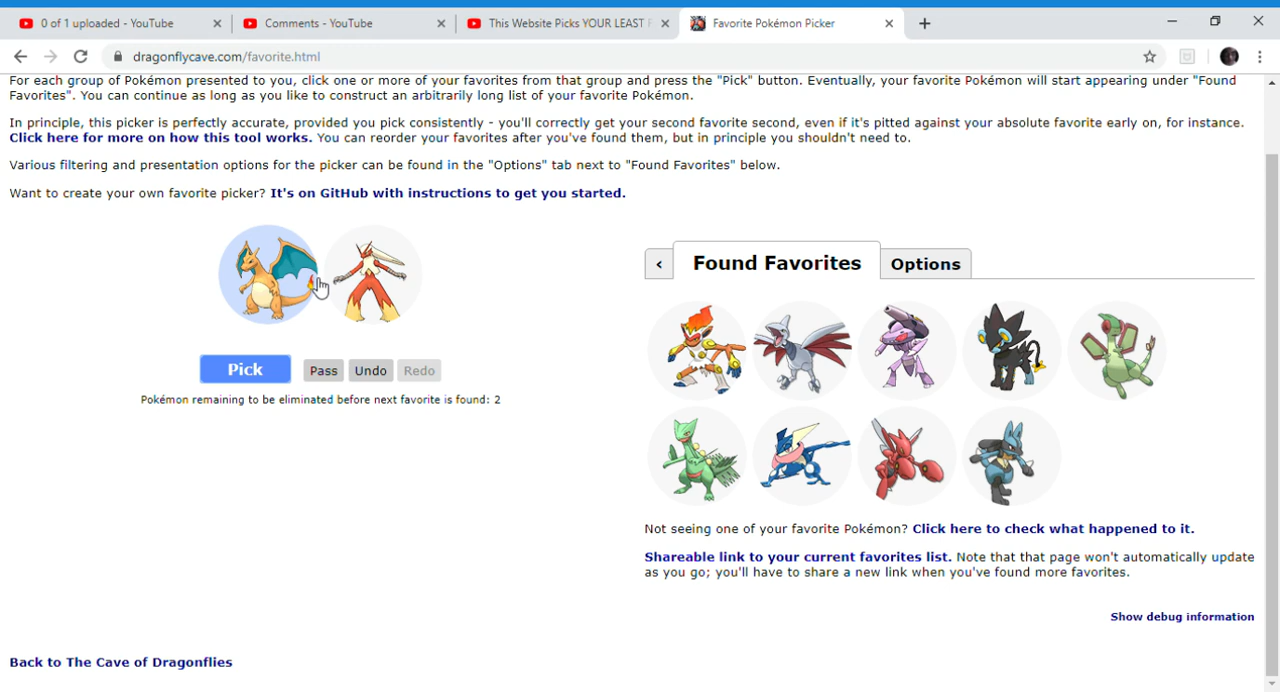 0 of 1 uploaded - YouTube
Comments - YouTube
This Website Picks YOUR LEAST
Favorite Pokémon Picker
dragonflycave.com/favorite.html
For each group of Pokémon presented to you, click one or more of your favorites from that group and press the "Pick" button. Eventually, your favorite Pokémon will start appearing under "Found
Favorites". You can continue as long as you like to construct an arbitrarily long list of your favorite Pokémon.
In principle, this picker is perfectly accurate, provided you pick consistently - you'll correctly get your second favorite second, even if it's pitted against your absolute favorite early on, for instance.
Click here for more on how this tool works. You can reorder your favorites after you've found them, but in principle you shouldn't need to.
Various filtering and presentation options for the picker can be found in the "Options" tab next to "Found Favorites" below.
Want to create your own favorite picker? It's on GitHub with instructions to get you started.
‹ Found Favorites Options
Pick Pass Undo Redo
Pokémon remaining to be eliminated before next favorite is found: 2
Not seeing one of your favorite Pokémon? Click here to check what happened to it.
Shareable link to your current favorites list. Note that that page won't automatically update
as you go; you'll have to share a new link when you've found more favorites.
Show debug information
Back to The Cave of Dragonflies